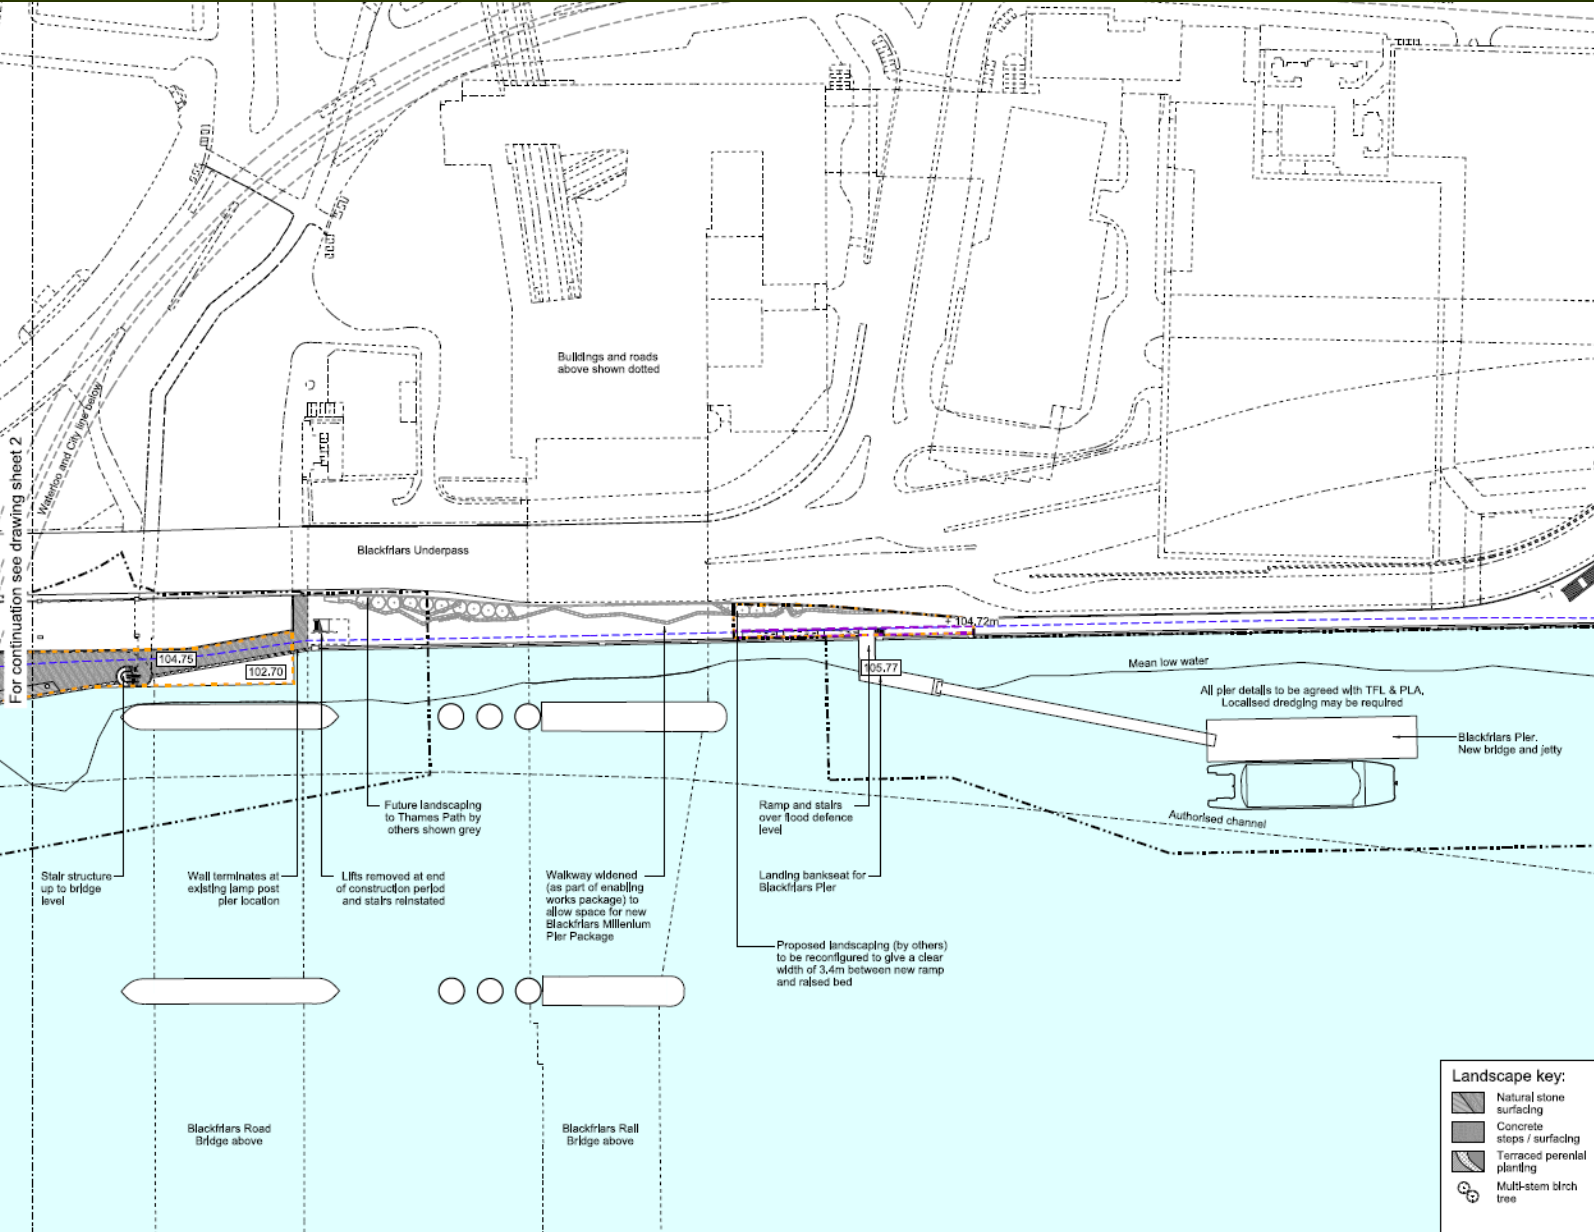 For continuation see drawing sheet 2
Waterloo and City line below
Buildings and roads
above shown dotted
Blackfriars Underpass
104.75
102.70
+ 104.72m
105.77
Mean low water
All pier details to be agreed with TFL & PLA,
Localised dredging may be required
Blackfriars Pier.
New bridge and jetty
Authorised channel
Future landscaping
to Thames Path by
others shown grey
Ramp and stairs
over flood defence
level
Stair structure
up to bridge
level
Wall terminates at
existing lamp post
pier location
Lifts removed at end
of construction period
and stairs reinstated
Walkway widened
(as part of enabling
works package) to
allow space for new
Blackfriars Millenium
Pier Package
Landing bankseat for
Blackfriars Pier
Proposed landscaping (by others)
to be reconfigured to give a clear
width of 3.4m between new ramp
and raised bed
Blackfriars Road
Bridge above
Blackfriars Rail
Bridge above
Landscape key:
Natural stone
surfacing
Concrete
steps / surfacing
Terraced perenial
planting
Multi-stem birch
tree